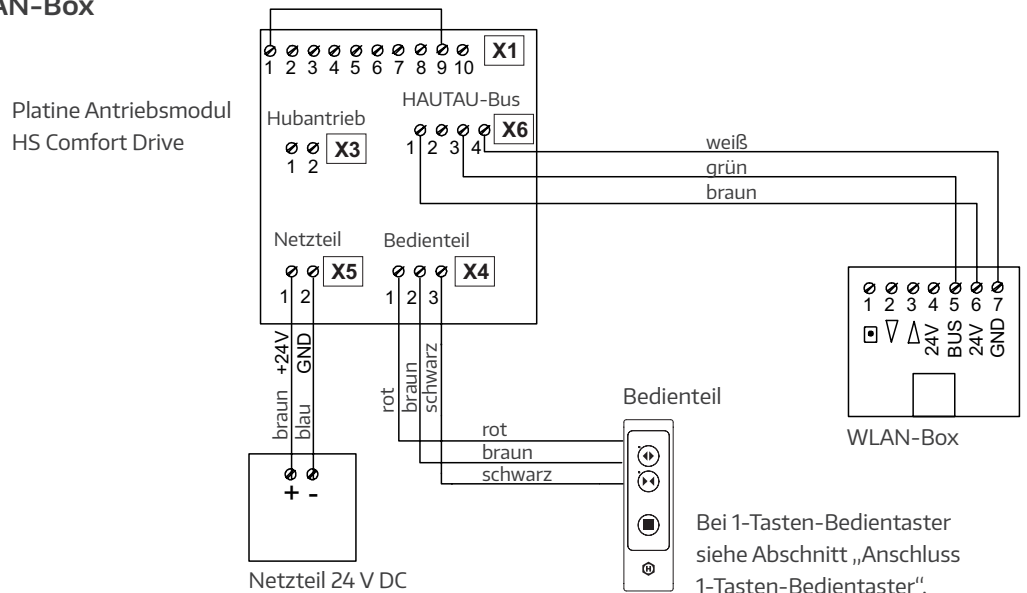 AN-Box
1 2 3 4 5 6 7 8 9 10
X1
Platine Antriebsmodul
HS Comfort Drive
Hubantrieb
1 2
X3
HAUTAU-Bus
1 2 3 4
X6
weiß
grün
braun
Netzteil
1 2
X5
Bedienteil
1 2 3
X4
1 2 3 4 5 6 7
24V
BUS
24V
GND
WLAN-Box
+24V
GND
braun
blau
rot
braun
schwarz
rot
braun
schwarz
Bedienteil
+ -
Netzteil 24 V DC
H
Bei 1-Tasten-Bedientaster
siehe Abschnitt „Anschluss
1-Tasten-Bedientaster“.